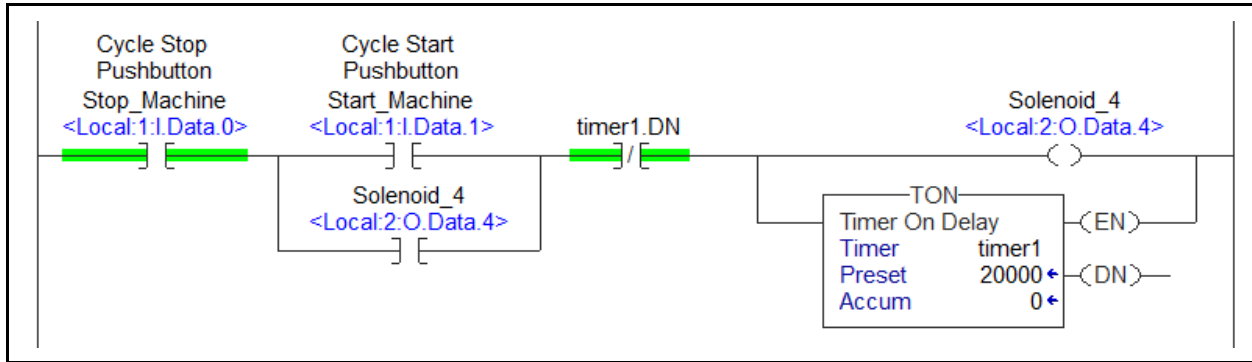 Cycle Stop
Pushbutton
Stop_Machine
<Local:1:I.Data.0>
Cycle Start
Pushbutton
Start_Machine
<Local:1:I.Data.1>
timer1.DN
Solenoid_4
<Local:2:O.Data.4>
Solenoid_4
<Local:2:O.Data.4>
TON
Timer On Delay
Timer timer1
Preset 20000
Accum 0
EN
DN